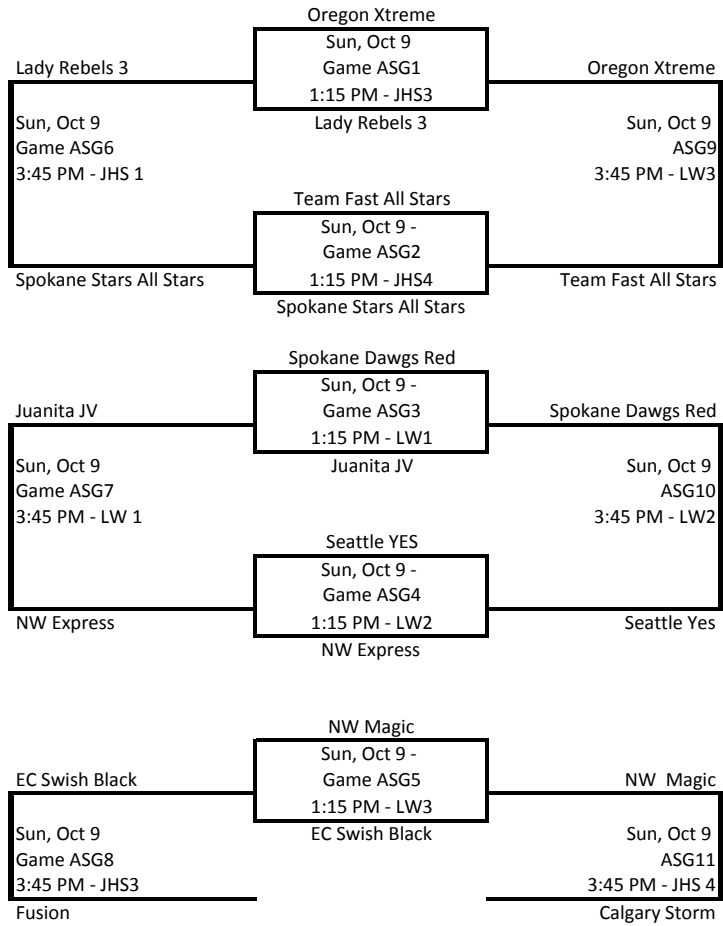 Oregon Xtreme
Sun, Oct 9
Lady Rebels 3 Game ASG1 Oregon Xtreme
1:15 PM - JHS3
Sun, Oct 9 Lady Rebels 3 Sun, Oct 9
Game ASG6 ASG9
3:45 PM - JHS 1 3:45 PM - LW3
Team Fast All Stars
Sun, Oct 9 -
Game ASG2
Spokane Stars All Stars 1:15 PM - JHS4 Team Fast All Stars
Spokane Stars All Stars
Spokane Dawgs Red
Sun, Oct 9 -
Juanita JV Game ASG3 Spokane Dawgs Red
1:15 PM - LW1
Sun, Oct 9 Juanita JV Sun, Oct 9
Game ASG7 ASG10
3:45 PM - LW 1 3:45 PM - LW2
Seattle YES
Sun, Oct 9 -
Game ASG4
NW Express 1:15 PM - LW2 Seattle Yes
NW Express
NW Magic
Sun, Oct 9 -
EC Swish Black Game ASG5 NW  Magic
1:15 PM - LW3
Sun, Oct 9 EC Swish Black Sun, Oct 9
Game ASG8 ASG11
3:45 PM - JHS3 3:45 PM - JHS 4
Fusion Calgary Storm